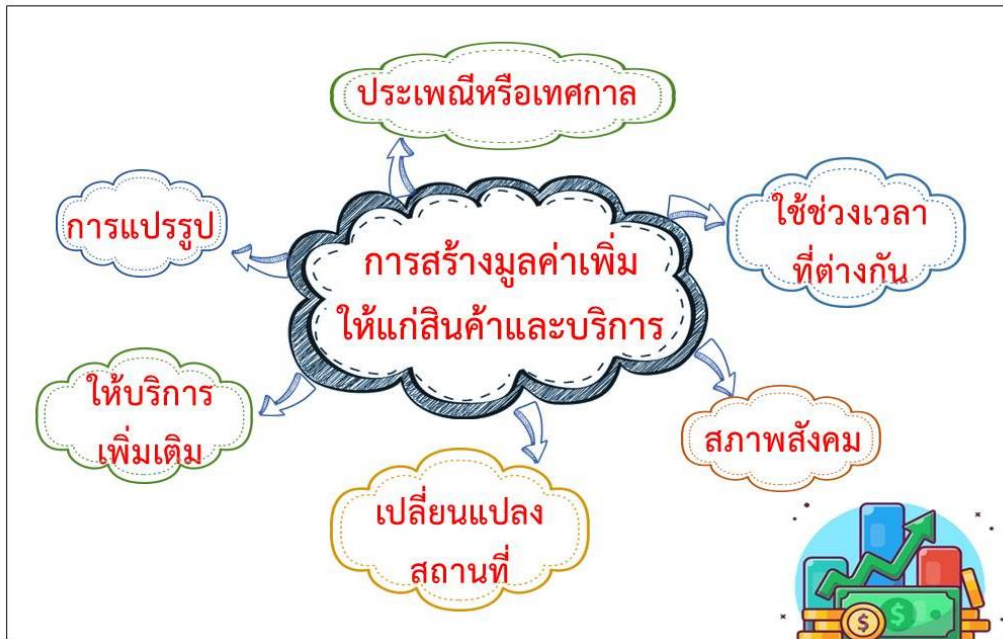 ประเพณีหรือเทศกาล
การแปรรูป
ใช้ช่วงเวลา
ที่ต่างกัน
การสร้างมูลค่าเพิ่ม
ให้แก่สินค้าและบริการ
ให้บริการ
เพิ่มเติม
สภาพสังคม
เปลี่ยนแปลง
สถานที่